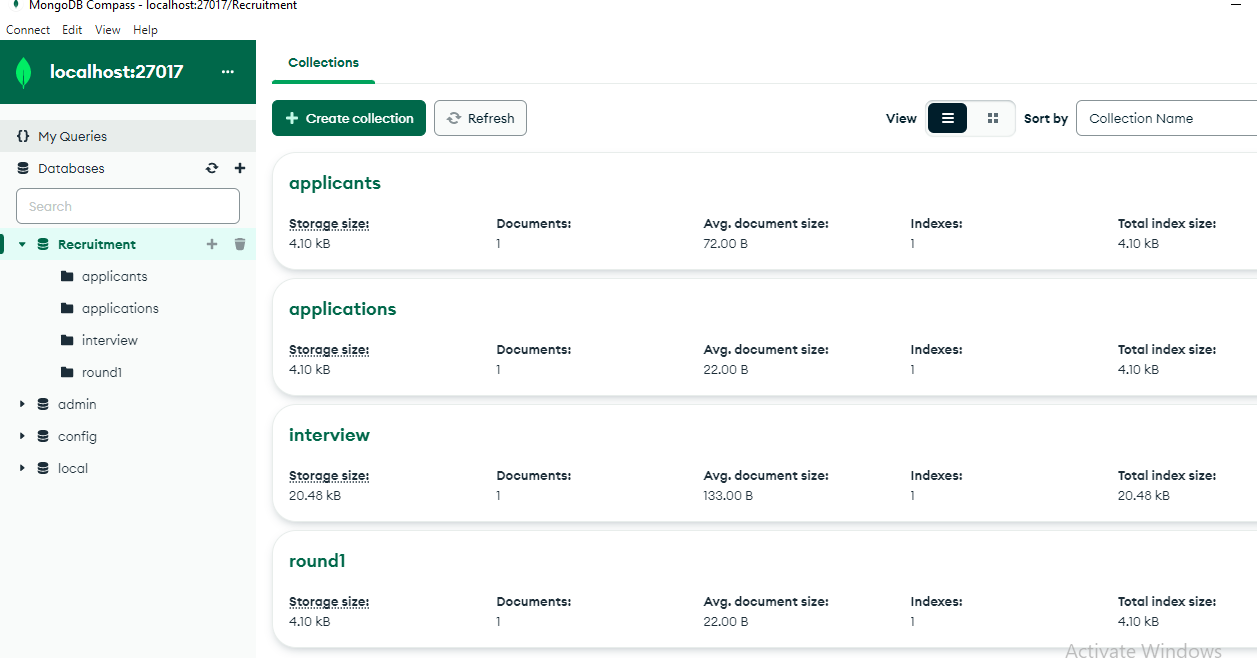 MongoDB Compass - localhost:27017/Recruitment
Connect Edit View Help
localhost:27017 ...
{} My Queries
Databases
Search
Recruitment
applicants
applications
interview
round1
admin
config
local
Collections
Create collection Refresh View Sort by Collection Name
applicants
Storage size: Documents: Avg. document size: Indexes: Total index size:
4.10 kB 1 72.00 B 1 4.10 kB
applications
Storage size: Documents: Avg. document size: Indexes: Total index size:
4.10 kB 1 22.00 B 1 4.10 kB
interview
Storage size: Documents: Avg. document size: Indexes: Total index size:
20.48 kB 1 133.00 B 1 20.48 kB
round1
Storage size: Documents: Avg. document size: Indexes: Total index size:
4.10 kB 1 22.00 B 1 4.10 kB
Activate Windows